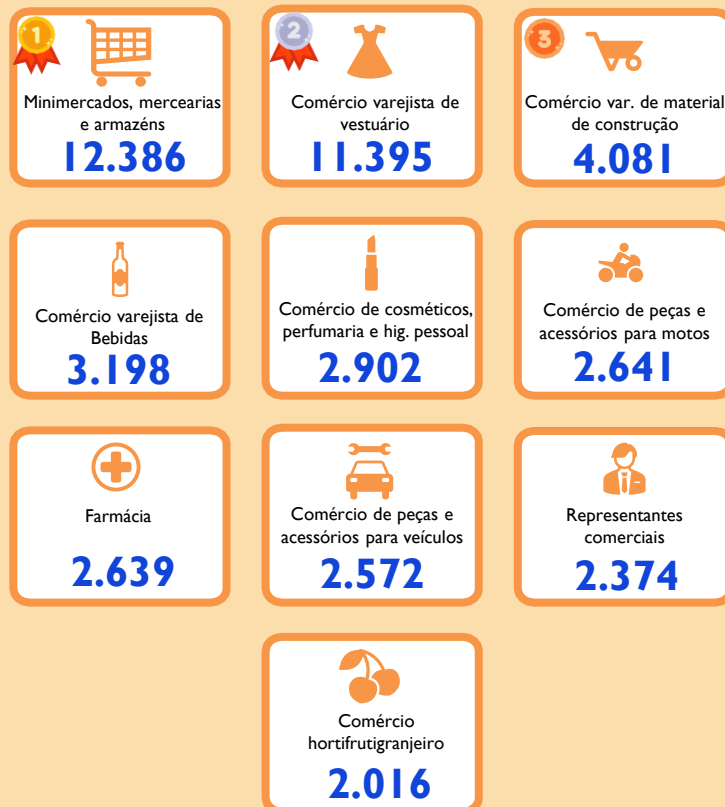 1
Minimercados, mercearias
e armazéns
12.386
2
Comércio varejista de
vestuário
11.395
3
Comércio var. de material
de construção
4.081
Comércio varejista de
Bebidas
3.198
Comércio de cosméticos,
perfumaria e hig. pessoal
2.902
Comércio de peças e
acessórios para motos
2.641
Farmácia
2.639
Comércio de peças e
acessórios para veículos
2.572
Representantes
comerciais
2.374
Comércio
hortifrutigranjeiro
2.016